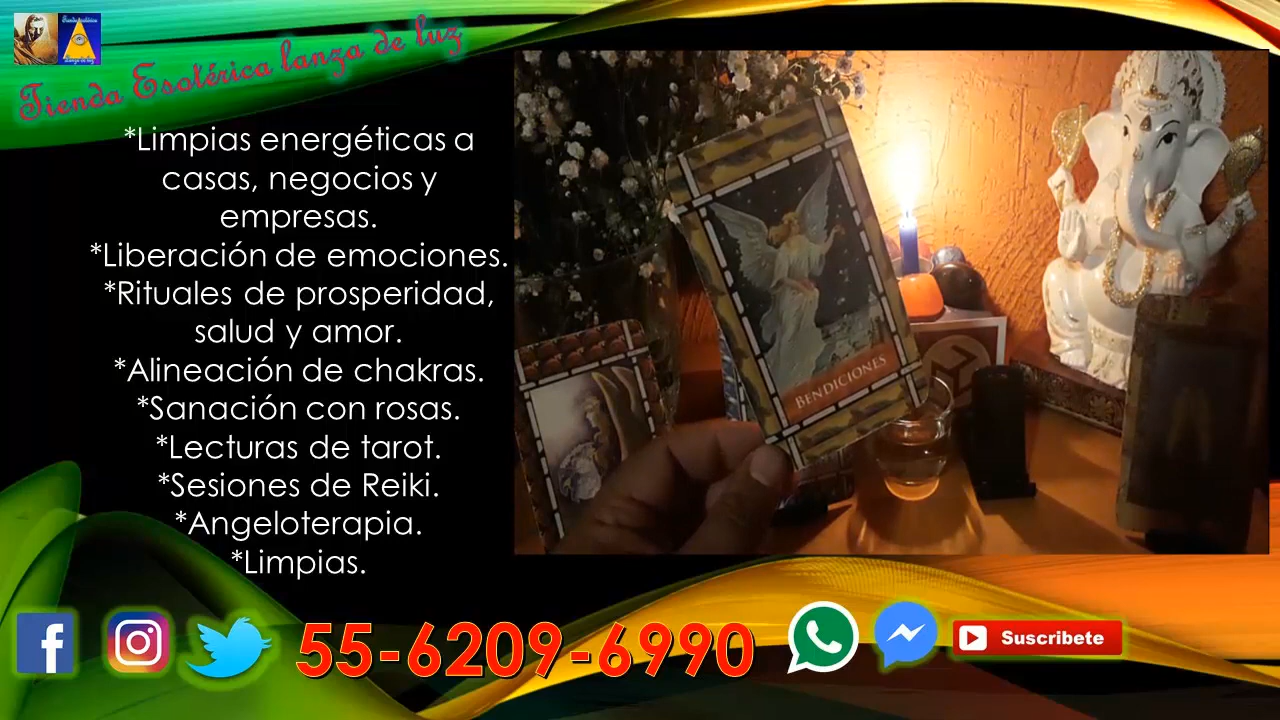 Tienda Esotérica lanza de luz
*Limpias energéticas a
casas, negocios y
empresas.
*Liberación de emociones.
*Rituales de prosperidad,
salud y amor.
*Alineación de chakras.
*Sanación con rosas.
*Lecturas de tarot.
*Sesiones de Reiki.
*Angeloterapia.
*Limpias.
BENDICIONES
55-6209-6990
Suscribete